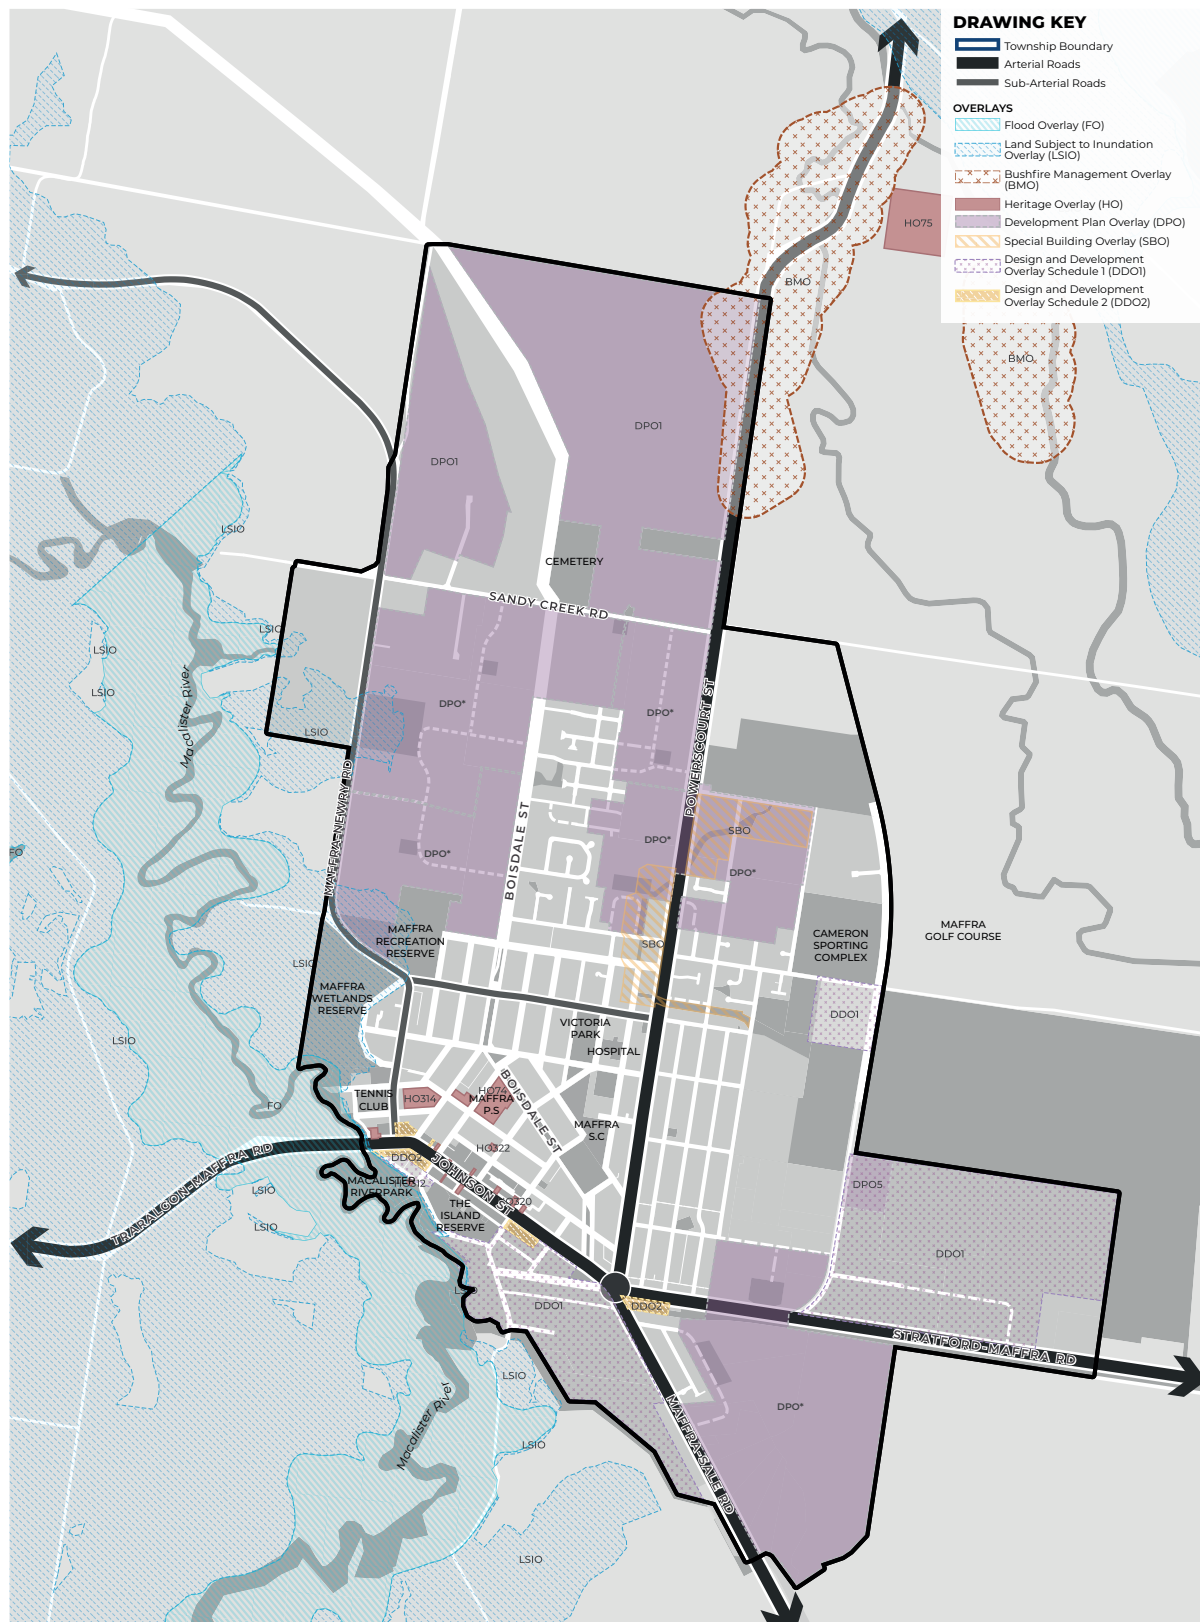 DRAWING KEY
Township Boundary
Arterial Roads
Sub-Arterial Roads
OVERLAYS
Flood Overlay (FO)
Land Subject to Inundation
Overlay (LSIO)
Bushfire Management Overlay
(BMO)
Heritage Overlay (HO)
Development Plan Overlay (DPO)
Special Building Overlay (SBO)
Design and Development
Overlay Schedule 1 (DDO1)
Design and Development
Overlay Schedule 2 (DDO2)
HO75
BMO
BMO
DPO1
DPO1
LSIO
CEMETERY
SANDY CREEK RD
LSIO
LSIO
LSIO
Macalister River
DPO*
DPO*
LSIO
POWERSCOURT ST
MAFFRA-NEWRY RD
BOISDALE ST
SBO
DPO*
DPO*
FO
DPO*
MAFFRA
RECREATION
RESERVE
SBO
CAMERON
SPORTING
COMPLEX
MAFFRA
GOLF COURSE
LSIO
MAFFRA
WETLANDS
RESERVE
DDO1
VICTORIA
PARK
LSIO
HOSPITAL
BOISDALE ST
HO74
MAFFRA
P.S
TENNIS
CLUB
HO314
FO
MAFFRA
S.C
HO322
TRARALGON-MAFFRA RD
DDO2
JOHNSON ST
MACALISTER
RIVERPARK
HO312
LSIO
DPO5
HO320
THE
ISLAND
RESERVE
LSIO
DDO1
LSIO
DDO1
DDO2
STRATFORD-MAFFRA RD
LSIO
Macalister River
MAFFRA-SALE RD
DPO*
LSIO
LSIO